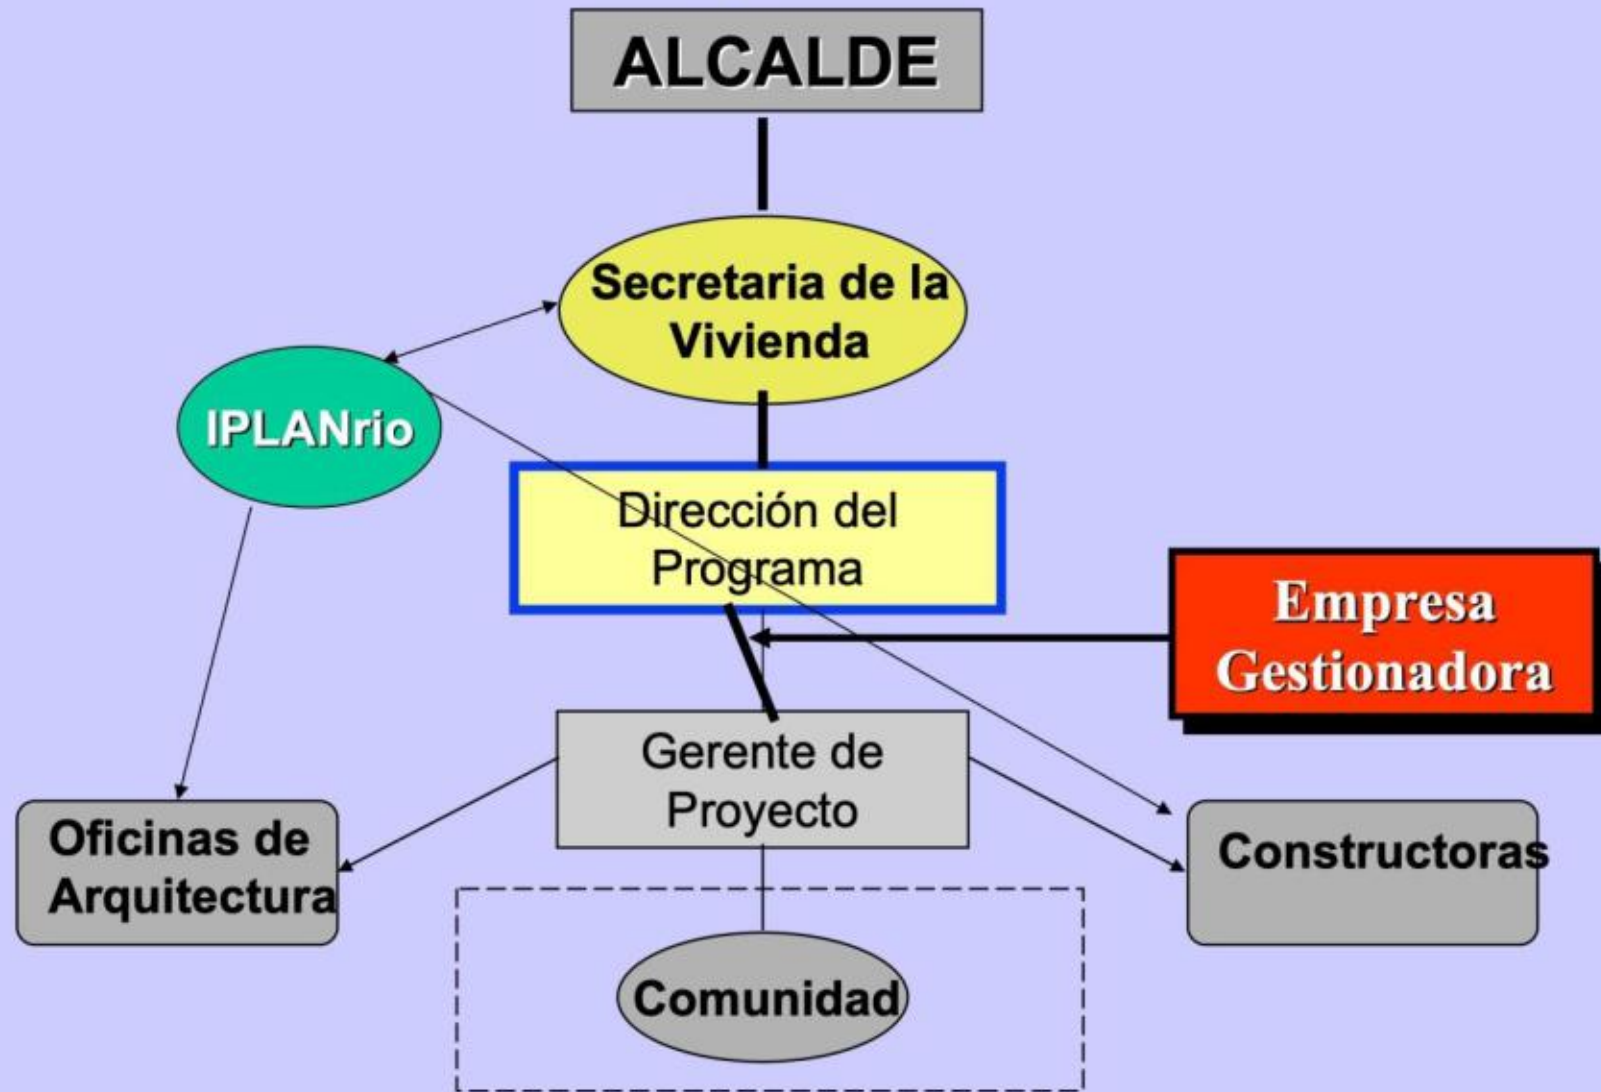 ALCALDE
Secretaria de la
Vivienda
IPLANrio
Dirección del
Programa
Empresa
Gestionadora
Gerente de
Proyecto
Oficinas de
Arquitectura
Constructoras
Comunidad